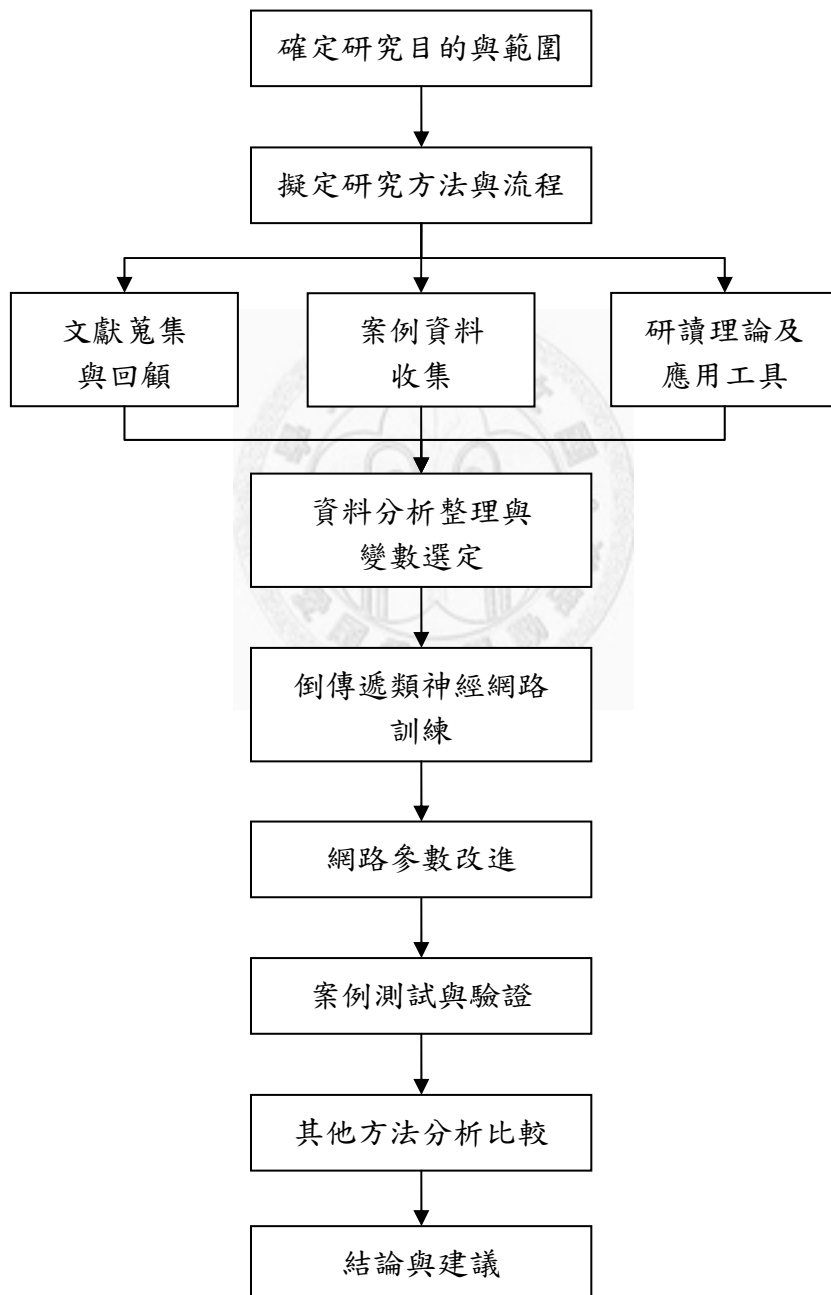 確定研究目的與範圍
擬定研究方法與流程
文獻蒐集
與回顧
案例資料
收集
研讀理論及
應用工具
資料分析整理與
變數選定
倒傳遞類神經網路
訓練
網路參數改進
案例測試與驗證
其他方法分析比較
結論與建議